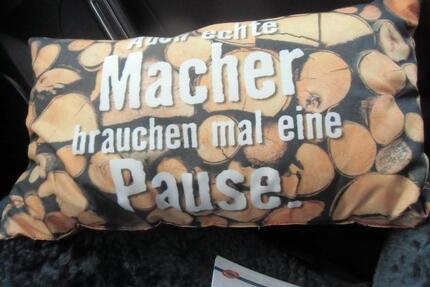 Auch echte
Macher
brauchen mal eine
Pause.